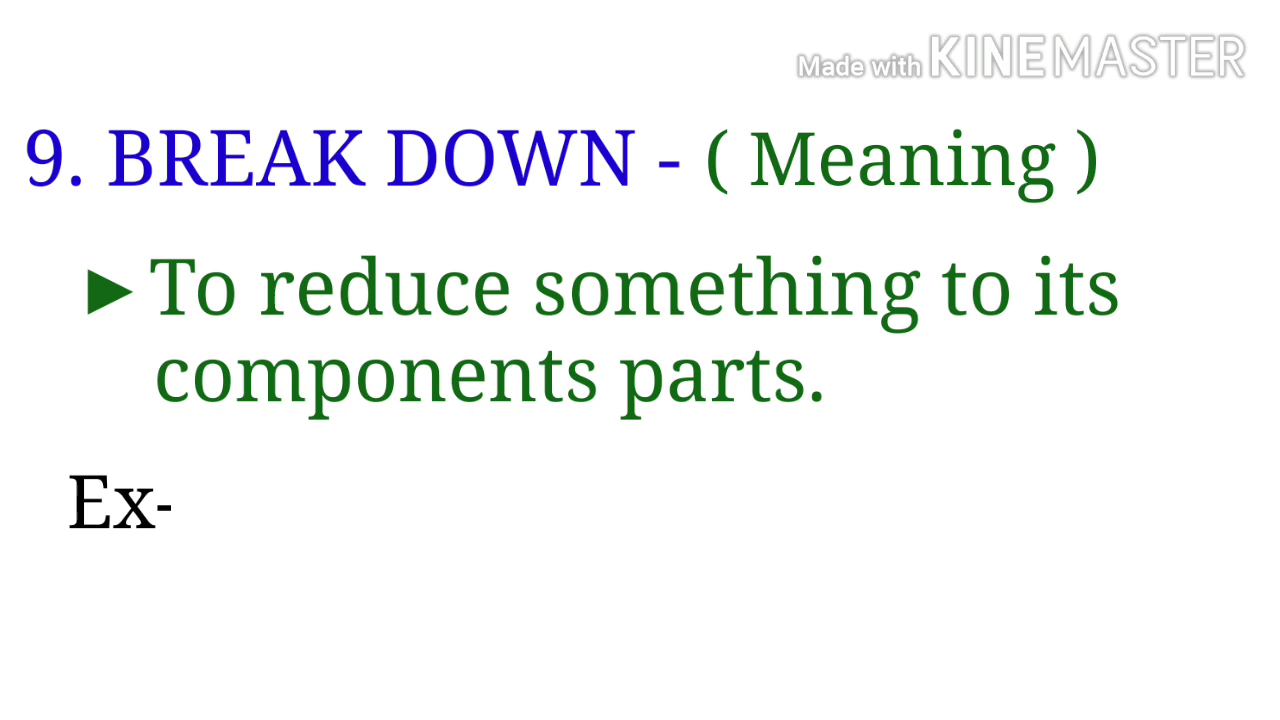 Made with KINEMASTER
9. BREAK DOWN - ( Meaning )
►To reduce something to its
components parts.
Ex-